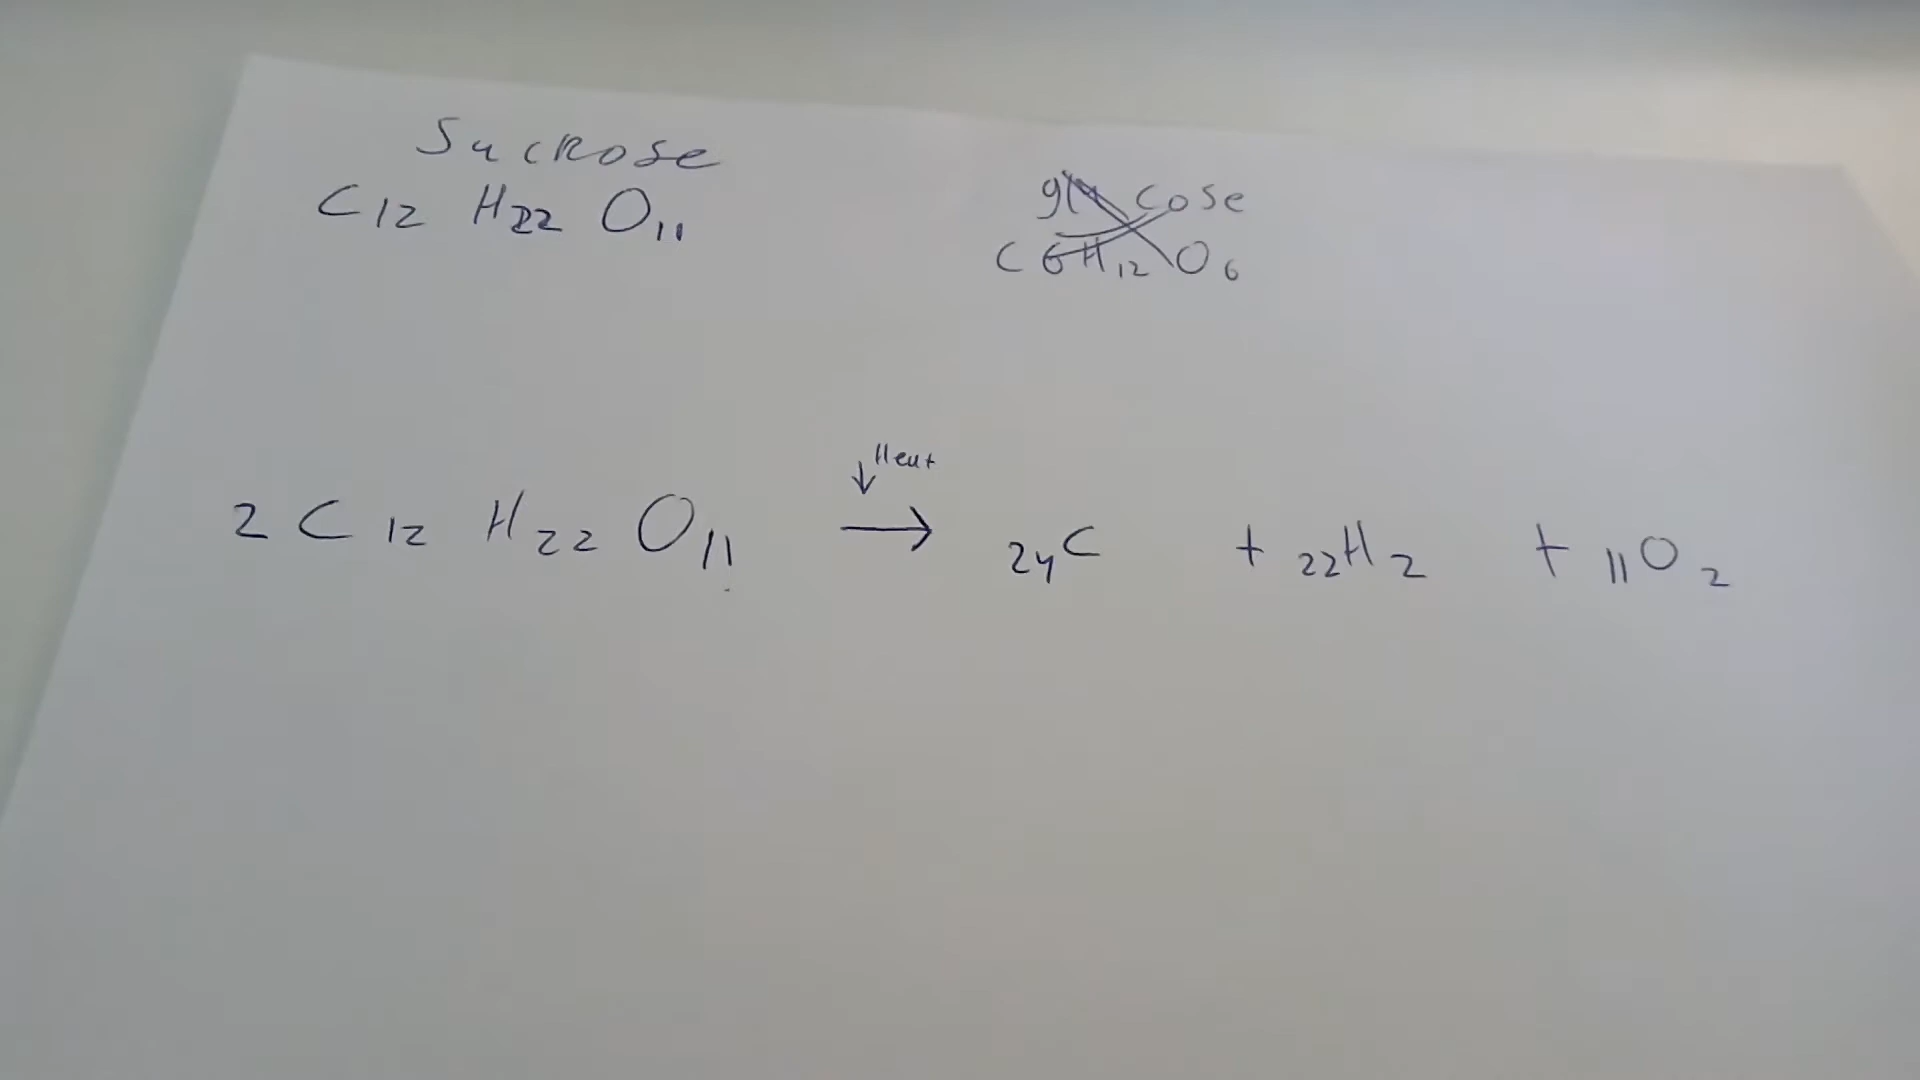 Sucrose
C12 H22 O11
glucose
C6H12O6
Heat
2 C12 H22 O11 → 24C + 22H2 + 11O2